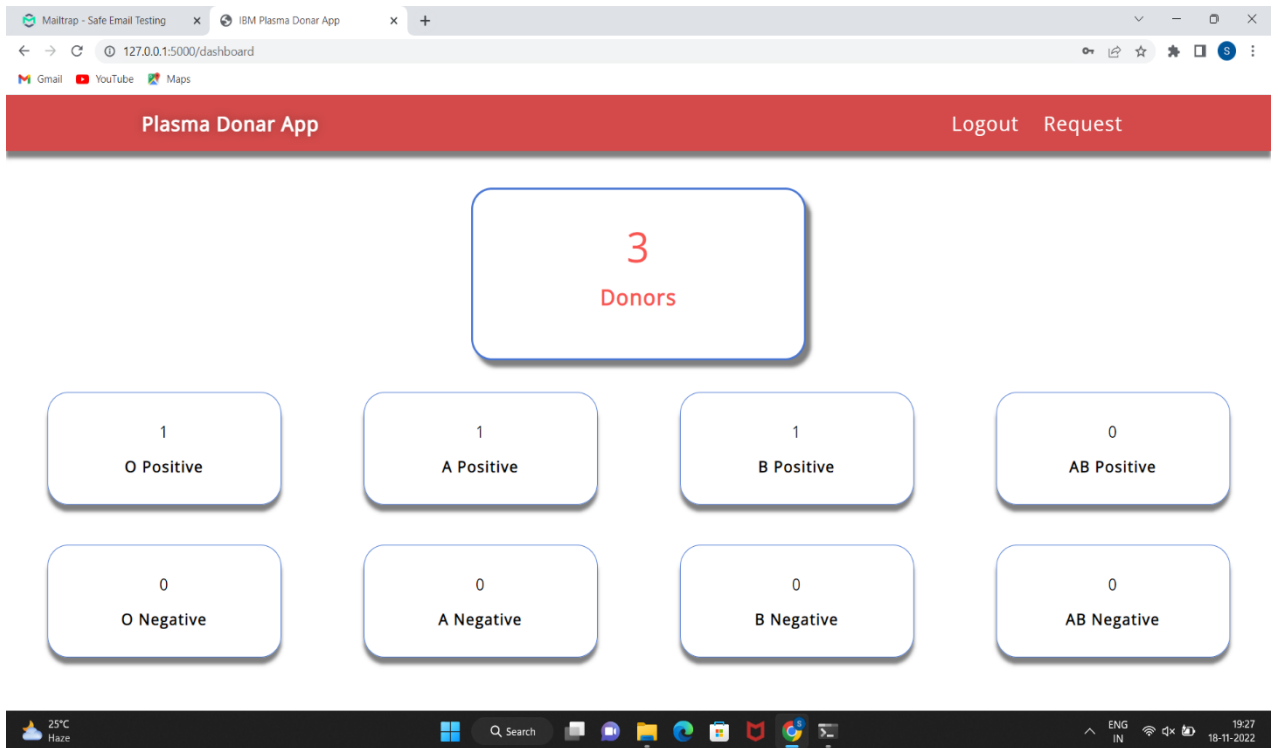 Mailtrap - Safe Email Testing IBM Plasma Donar App
127.0.0.1:5000/dashboard
Gmail YouTube Maps
Plasma Donar App Logout Request
3
Donors
1 1 1 0
O Positive A Positive B Positive AB Positive
0 0 0 0
O Negative A Negative B Negative AB Negative
25°C
Haze
Search
ENG
IN
19:27
18-11-2022
S